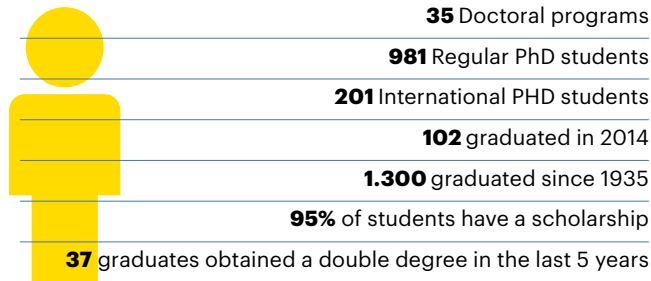 35 Doctoral programs
981 Regular PhD students
201 International PHD students
102 graduated in 2014
1.300 graduated since 1935
95% of students have a scholarship
37 graduates obtained a double degree in the last 5 years